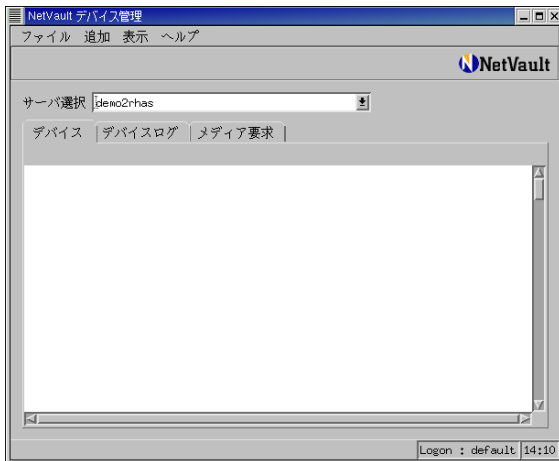 NetVault デバイス管理
ファイル 追加 表示 ヘルプ
NetVault
サーバ選択 demo2rhas
デバイス デバイスログ メディア要求
Logon : default 14:10